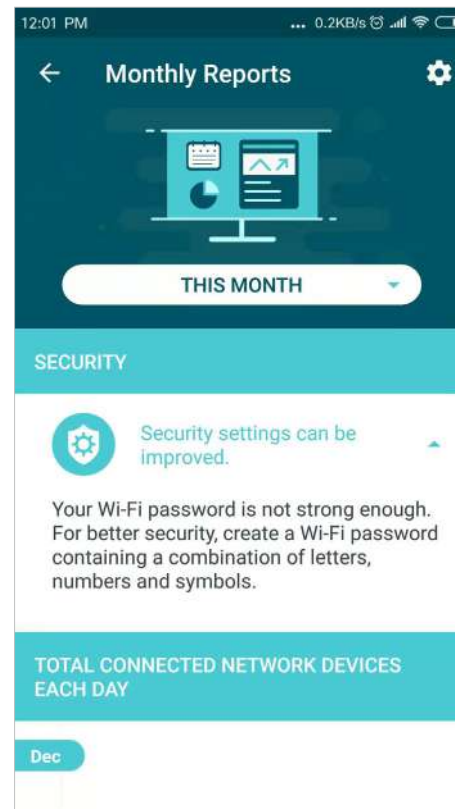 12:01 PM ... 0.2KB/s
Monthly Reports
THIS MONTH
SECURITY
Security settings can be
improved.
Your Wi-Fi password is not strong enough.
For better security, create a Wi-Fi password
containing a combination of letters,
numbers and symbols.
TOTAL CONNECTED NETWORK DEVICES
EACH DAY
Dec